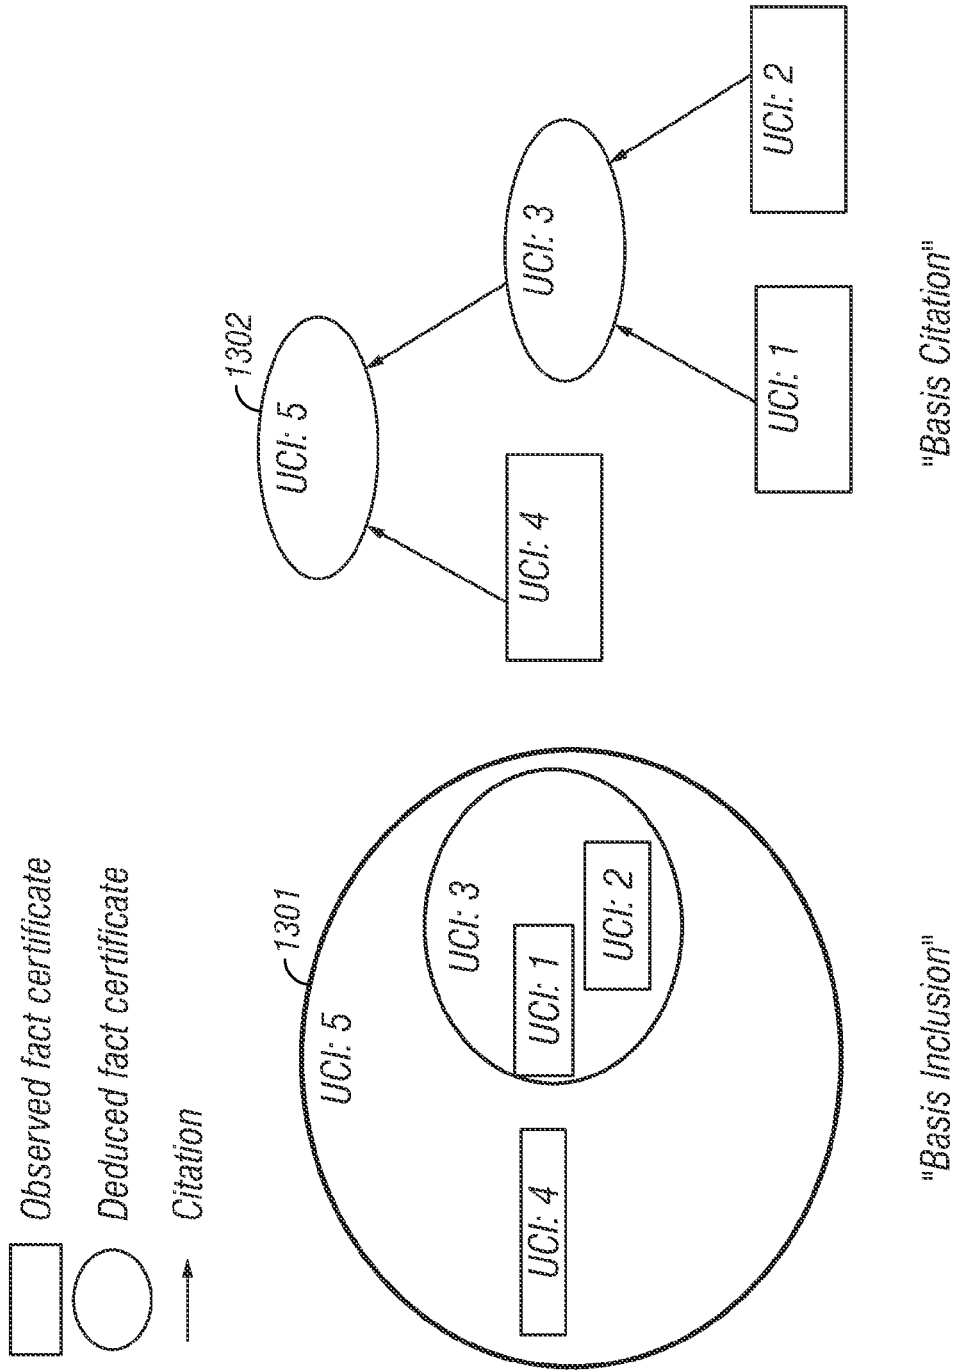 Observed fact certificate
Deduced fact certificate
Citation
1301
UCI: 5
UCI: 3
UCI: 4
UCI: 1
UCI: 2
"Basis Inclusion"
1302
UCI: 5
UCI: 4
UCI: 3
UCI: 1
UCI: 2
"Basis Citation"